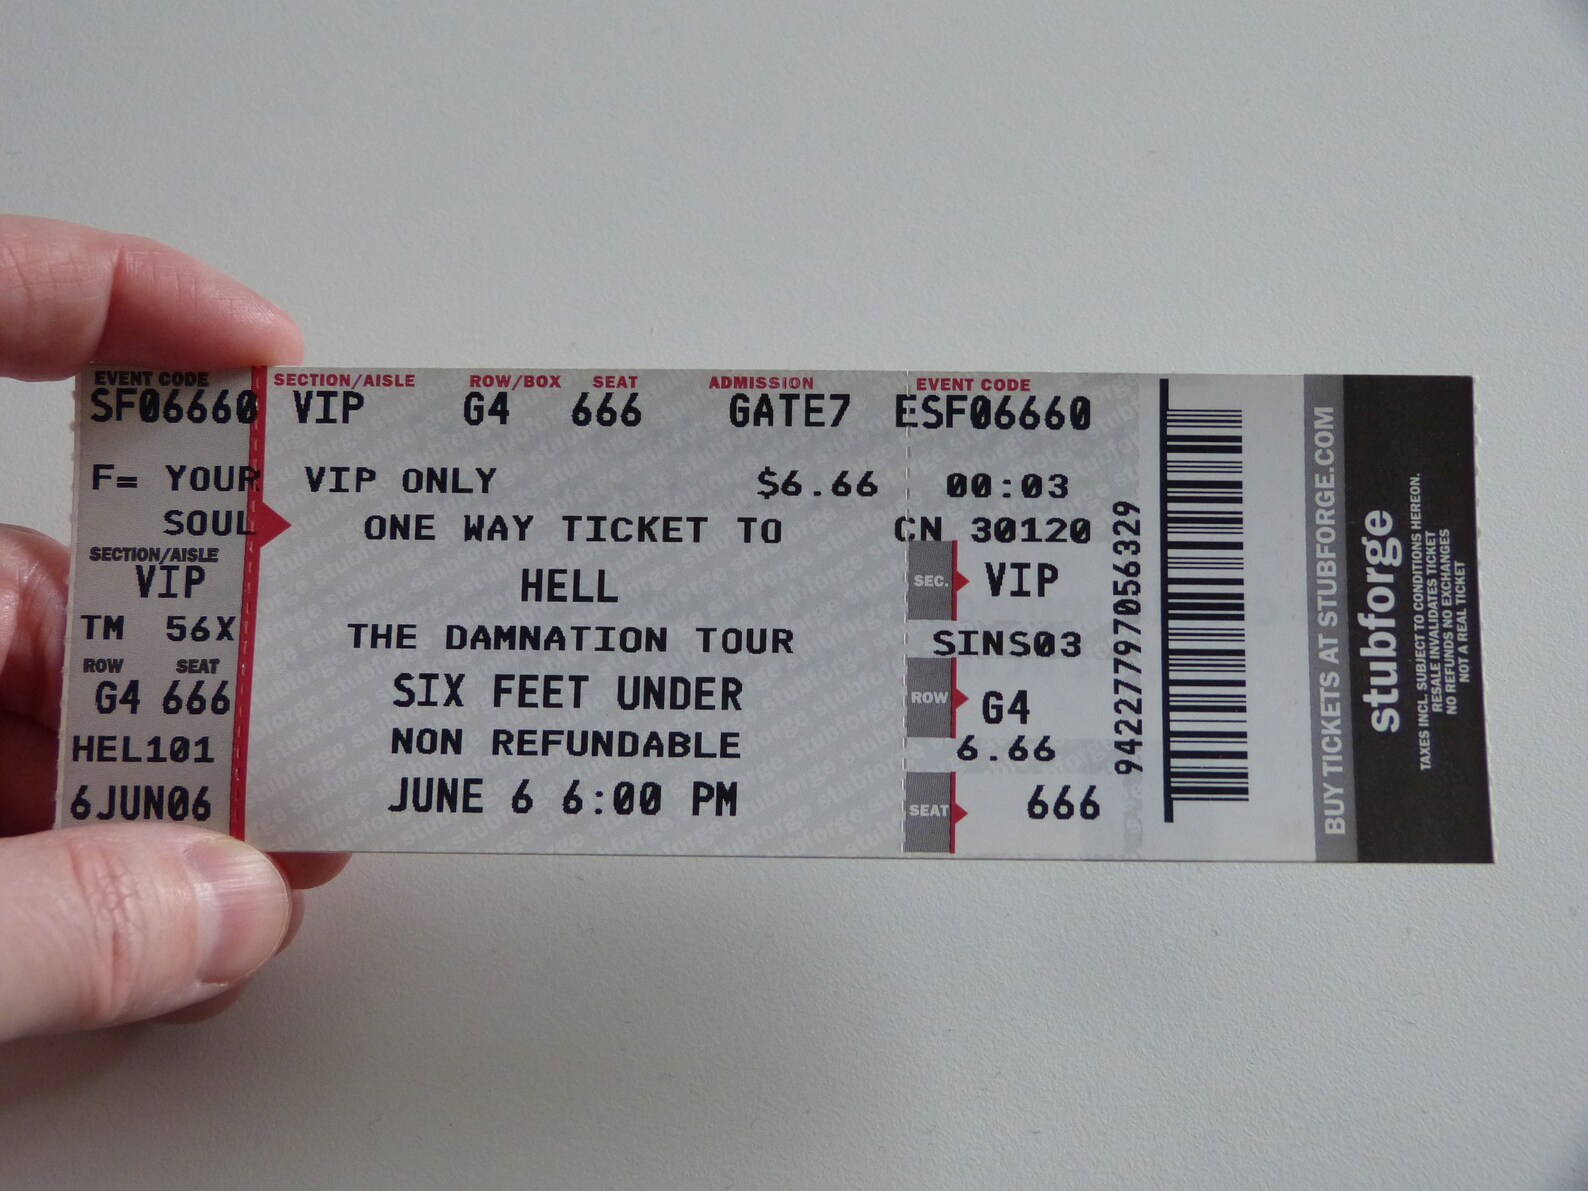 EVENT CODE
SF06660
F= YOUR
SOUL
SECTION/AISLE
VIP
TM 56X
ROW SEAT
G4 666
HEL101
6JUN06
SECTION/AISLE ROW/BOX SEAT ADMISSION
VIP G4 666 GATE7
VIP ONLY $6.66
ONE WAY TICKET TO
HELL
THE DAMNATION TOUR
SIX FEET UNDER
NON REFUNDABLE
JUNE 6 6:00 PM
EVENT CODE
ESF06660
00:03
CN 30120
SEC. VIP
SINS03
ROW G4
6.66
SEAT 666
94227797056329
BUY TICKETS AT STUBFORGE.COM
stubforge
TAXES INCL. SUBJECT TO CONDITIONS HEREON.
RESALE INVALIDATES TICKET
NO REFUNDS NO EXCHANGES
NOT A REAL TICKET